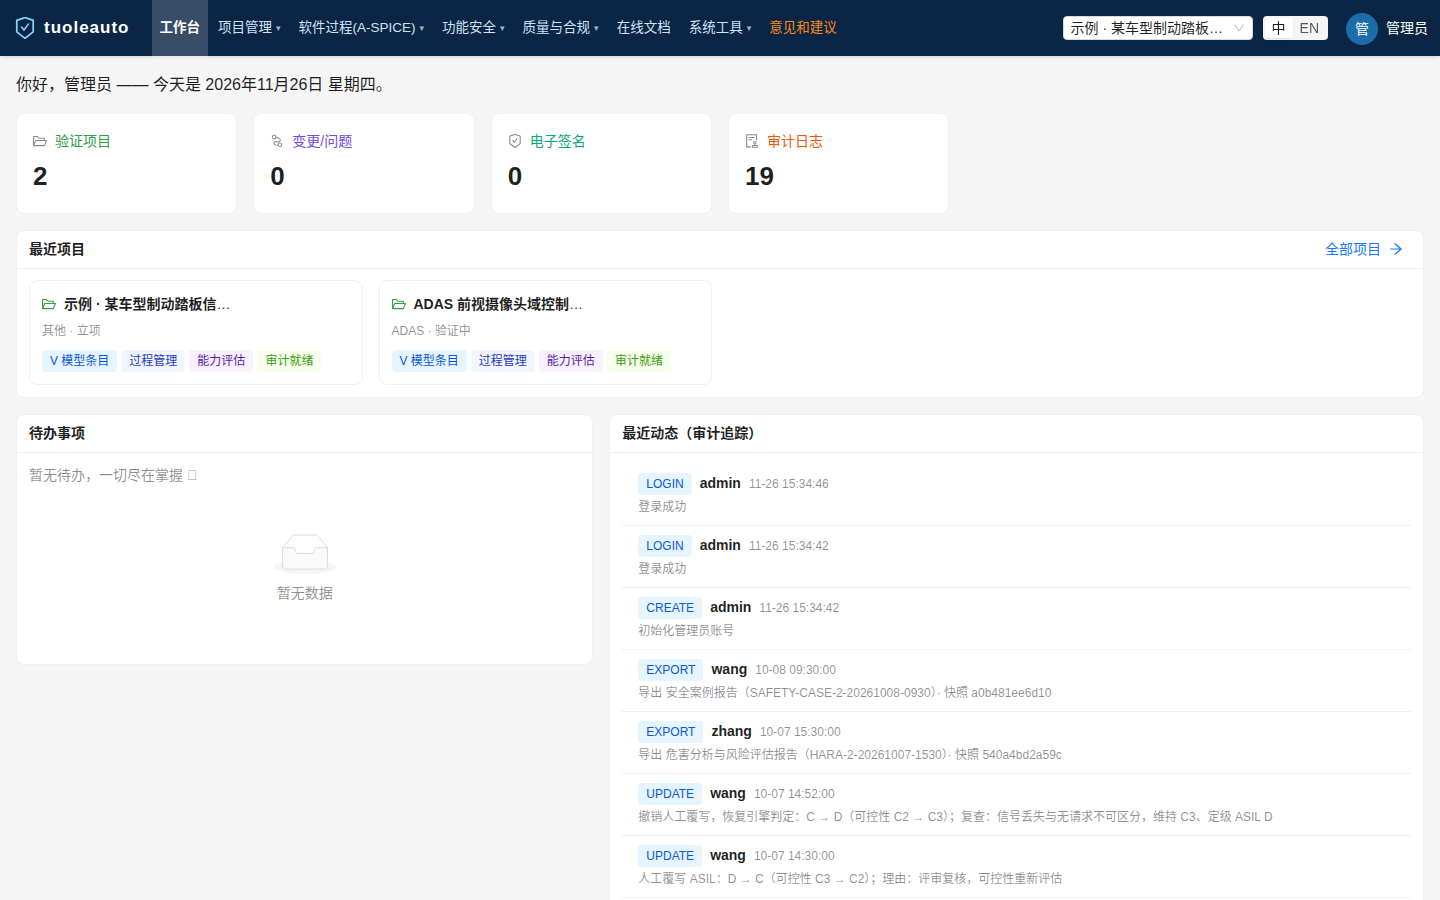 tuoleauto 工作台 项目管理 软件过程(A-SPICE) 功能安全 质量与合规 在线文档 系统工具 意见和建议 示例 · 某车型制动踏板... 中 EN 管 管理员
你好，管理员 —— 今天是 2026年11月26日 星期四。
验证项目 变更/问题 电子签名 审计日志
2 0 0 19
最近项目 全部项目
示例 · 某车型制动踏板信... ADAS 前视摄像头域控制...
其他 · 立项 ADAS · 验证中
V 模型条目 过程管理 能力评估 审计就绪 V 模型条目 过程管理 能力评估 审计就绪
待办事项
暂无待办，一切尽在掌握
暂无数据
最近动态（审计追踪）
LOGIN admin 11-26 15:34:46
登录成功
LOGIN admin 11-26 15:34:42
登录成功
CREATE admin 11-26 15:34:42
初始化管理员账号
EXPORT wang 10-08 09:30:00
导出 安全案例报告（SAFETY-CASE-2-20261008-0930）· 快照 a0b481ee6d10
EXPORT zhang 10-07 15:30:00
导出 危害分析与风险评估报告（HARA-2-20261007-1530）· 快照 540a4bd2a59c
UPDATE wang 10-07 14:52:00
撤销人工覆写，恢复引擎判定：C → D（可控性 C2 → C3）；复查：信号丢失与无请求不可区分，维持 C3、定级 ASIL D
UPDATE wang 10-07 14:30:00
人工覆写 ASIL：D → C（可控性 C3 → C2）；理由：评审复核，可控性重新评估